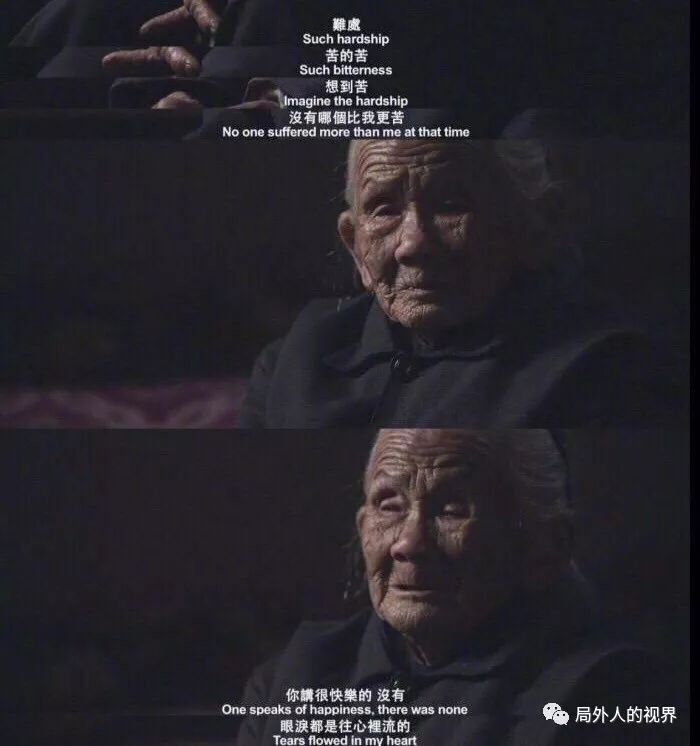 難處
Such hardship
苦的苦
Such bitterness
想到苦
Imagine the hardship
沒有哪個比我更苦
No one suffered more than me at that time
你講很快樂的 沒有
One speaks of happiness, there was none
眼淚都是往心裡流的
Tears flowed in my heart
局外人的视界